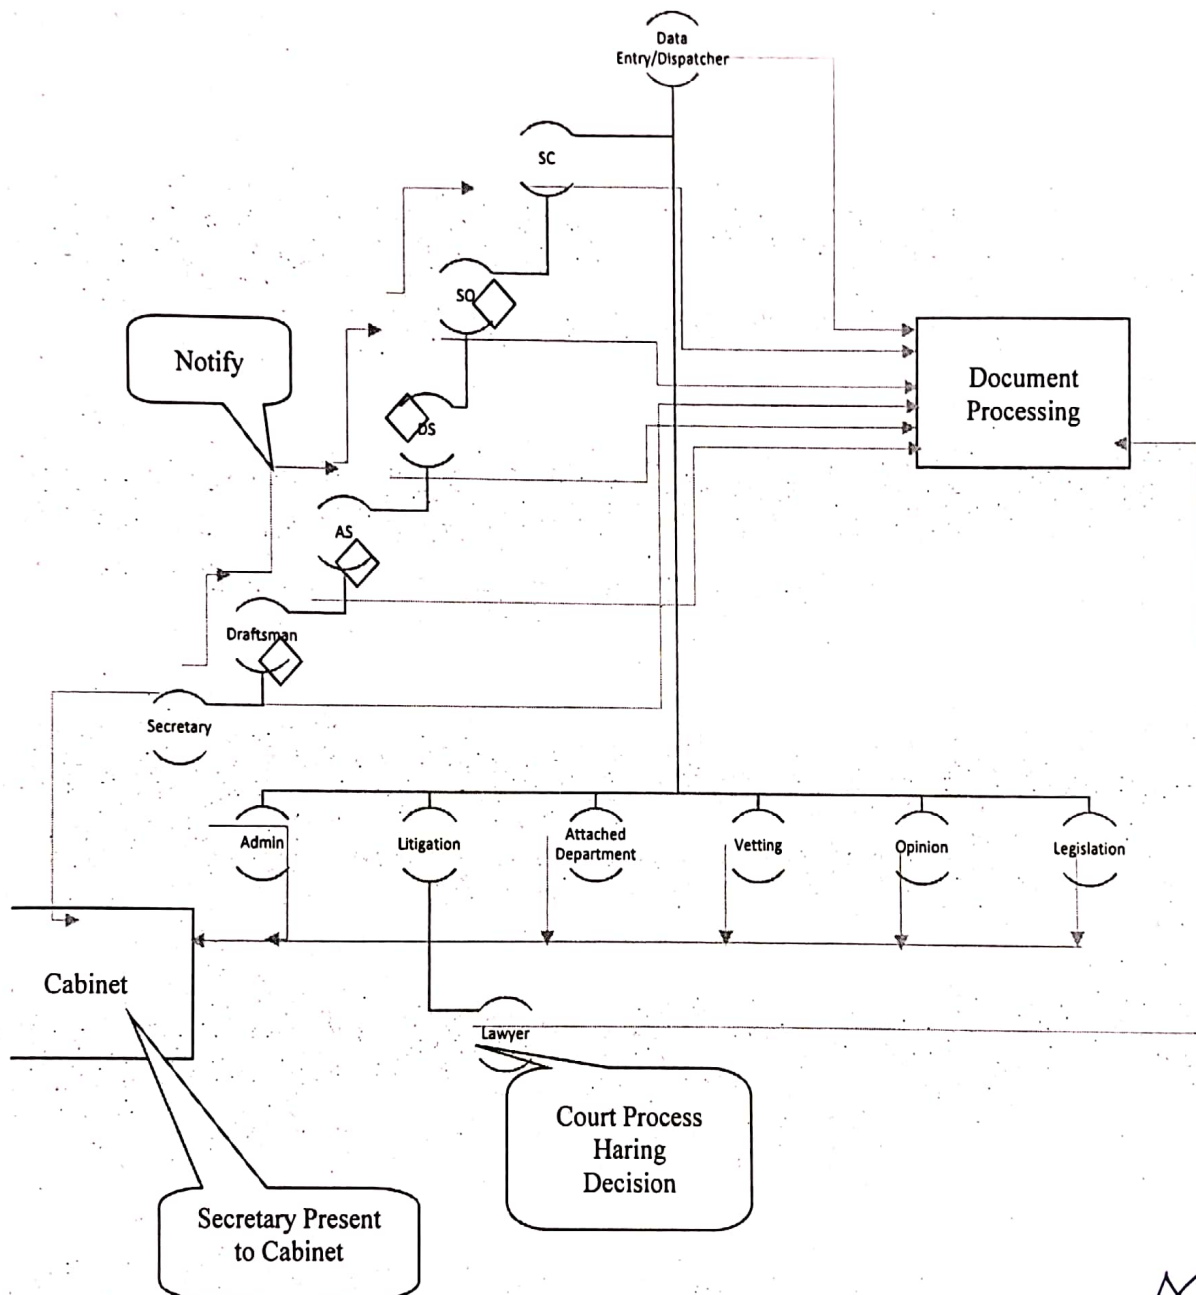 Data
Entry/Dispatcher
SC
SO
Notify
DS
Document
Processing
AS
Draftsman
Secretary
Admin
Litigation
Attached
Department
Vetting
Opinion
Legislation
Cabinet
Lawyer
Court Process
Haring
Decision
Secretary Present
to Cabinet